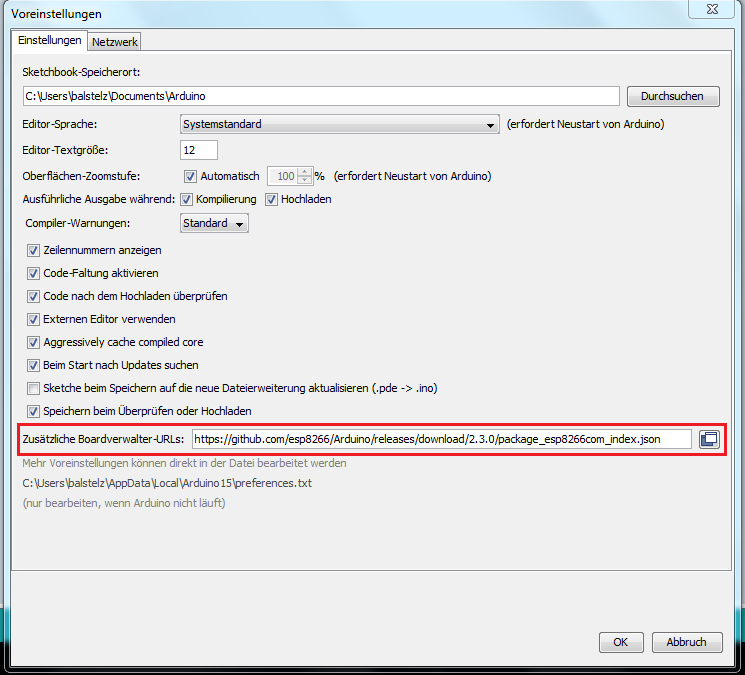 Voreinstellungen
Einstellungen Netzwerk
Sketchbook-Speicherort:
C:\Users\balstelz\Documents\Arduino Durchsuchen
Editor-Sprache: Systemstandard (erfordert Neustart von Arduino)
Editor-Textgröße: 12
Oberflächen-Zoomstufe: Automatisch 100 % (erfordert Neustart von Arduino)
Ausführliche Ausgabe während: Kompilierung Hochladen
Compiler-Warnungen: Standard
Zeilennummern anzeigen
Code-Faltung aktivieren
Code nach dem Hochladen überprüfen
Externen Editor verwenden
Aggressively cache compiled core
Beim Start nach Updates suchen
Sketche beim Speichern auf die neue Dateierweiterung aktualisieren (.pde -> .ino)
Speichern beim Überprüfen oder Hochladen
Zusätzliche Boardverwalter-URLs: https://github.com/esp8266/Arduino/releases/download/2.3.0/package_esp8266com_index.json
Mehr Voreinstellungen können direkt in der Datei bearbeitet werden
C:\Users\balstelz\AppData\Local\Arduino15\preferences.txt
(nur bearbeiten, wenn Arduino nicht läuft)
OK Abbruch